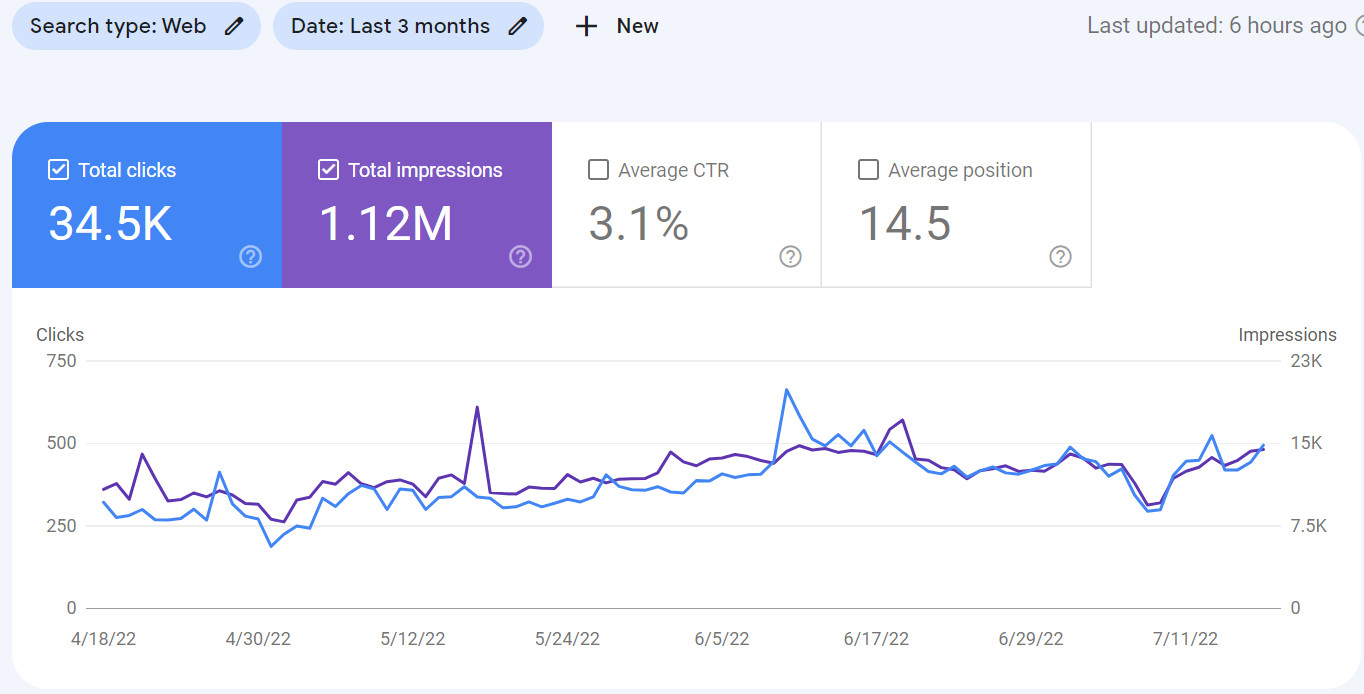 Search type: Web
Date: Last 3 months
+ New
Last updated: 6 hours ago
Total clicks
34.5K
Total impressions
1.12M
Average CTR
3.1%
Average position
14.5
Clicks
Impressions
750
23K
500
15K
250
7.5K
0
0
4/18/22
4/30/22
5/12/22
5/24/22
6/5/22
6/17/22
6/29/22
7/11/22